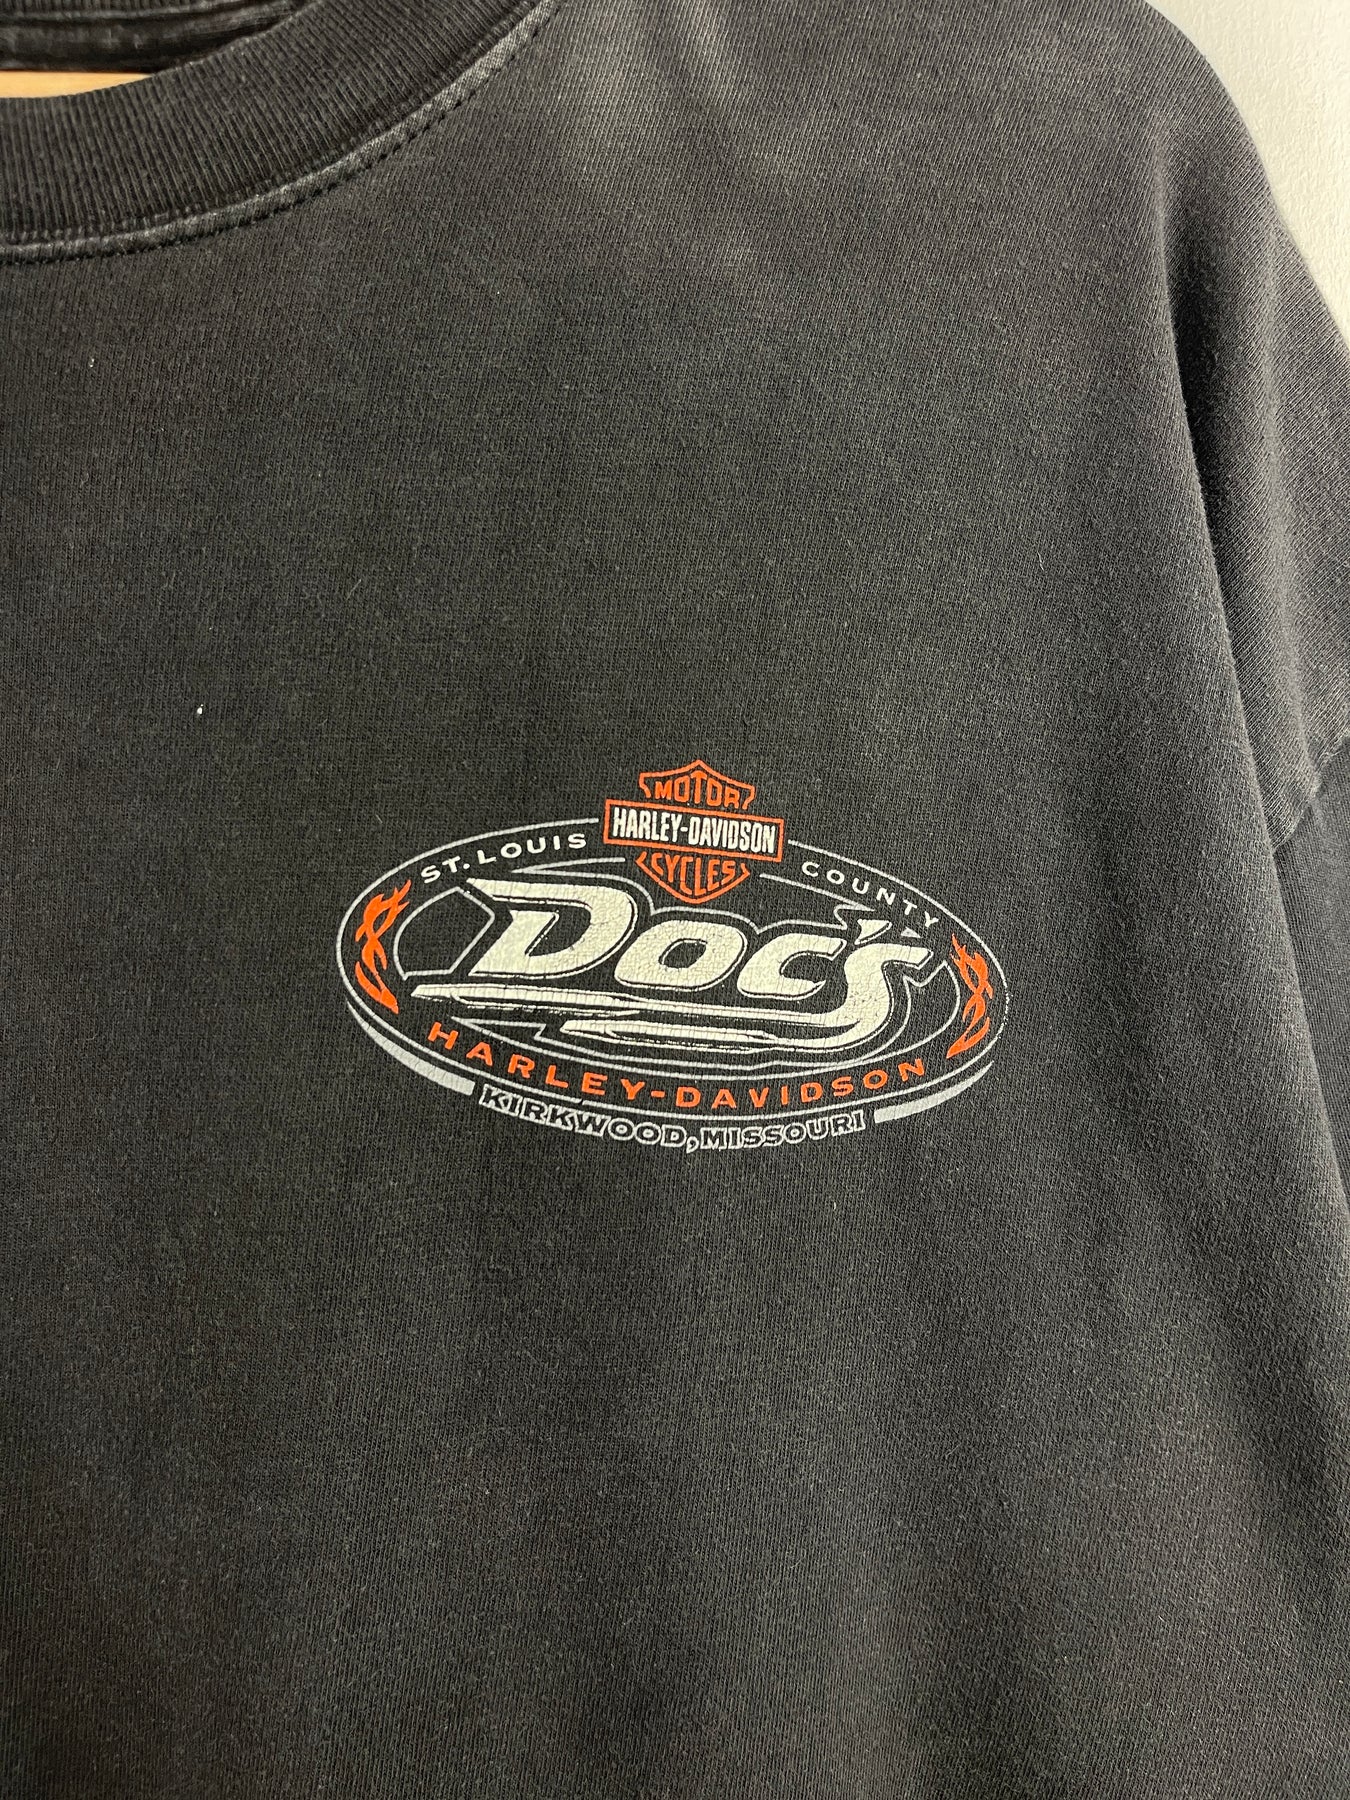 MOTOR
HARLEY-DAVIDSON
CYCLES
ST. LOUIS COUNTY
Doc's
HARLEY-DAVIDSON
KIRKWOOD, MISSOURI